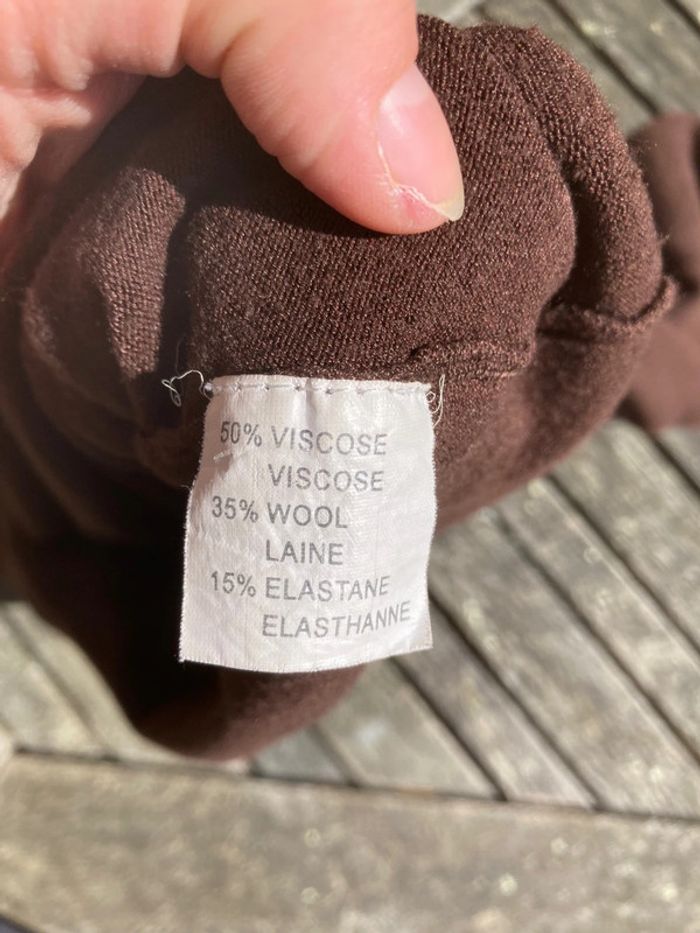 50% VISCOSE
VISCOSE
35% WOOL
LAINE
15% ELASTANE
ELASTHANNE